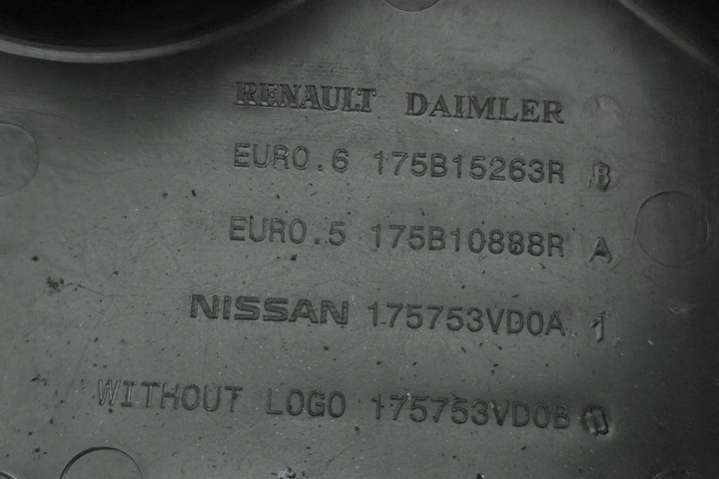 RENAULT DAIMLER
EURO.6 175B15263R B
EURO.5 175B10888R A
NISSAN 175753VD0A 1
WITHOUT LOGO 175753VD0B